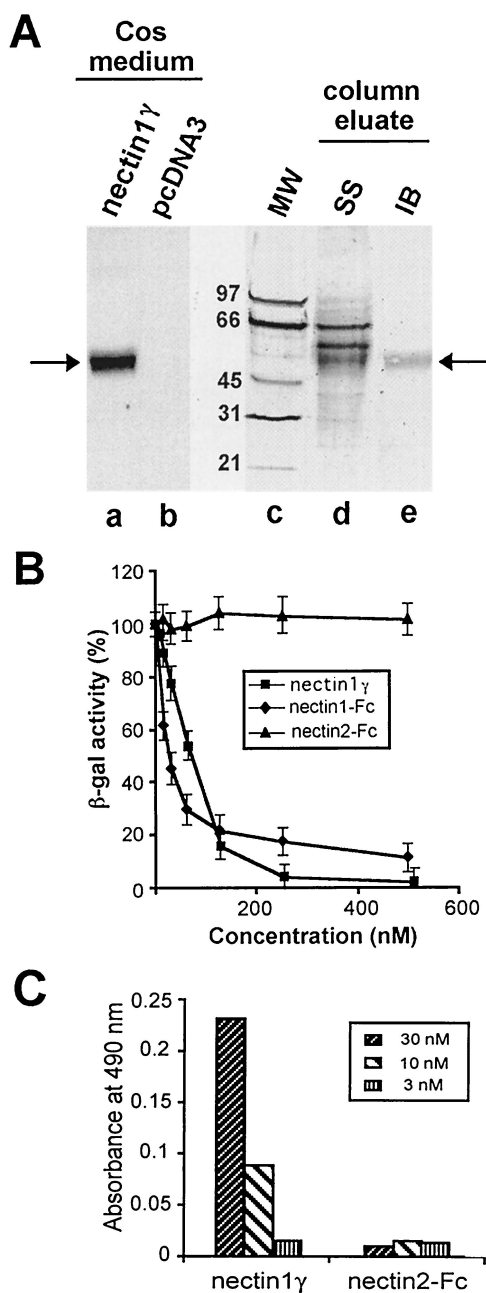 A
Cos
medium
column
eluate
nectin1γ
pcDNA3
MW
SS
IB
97
66
45
31
21
a b c d e
B
120
100
80
60
40
20
0
β-gal activity (%)
nectin1γ
nectin1-Fc
nectin2-Fc
200 400 600
Concentration (nM)
C
0.25
0.2
0.15
0.1
0.05
0
Absorbance at 490 nm
30 nM
10 nM
3 nM
nectin1γ nectin2-Fc